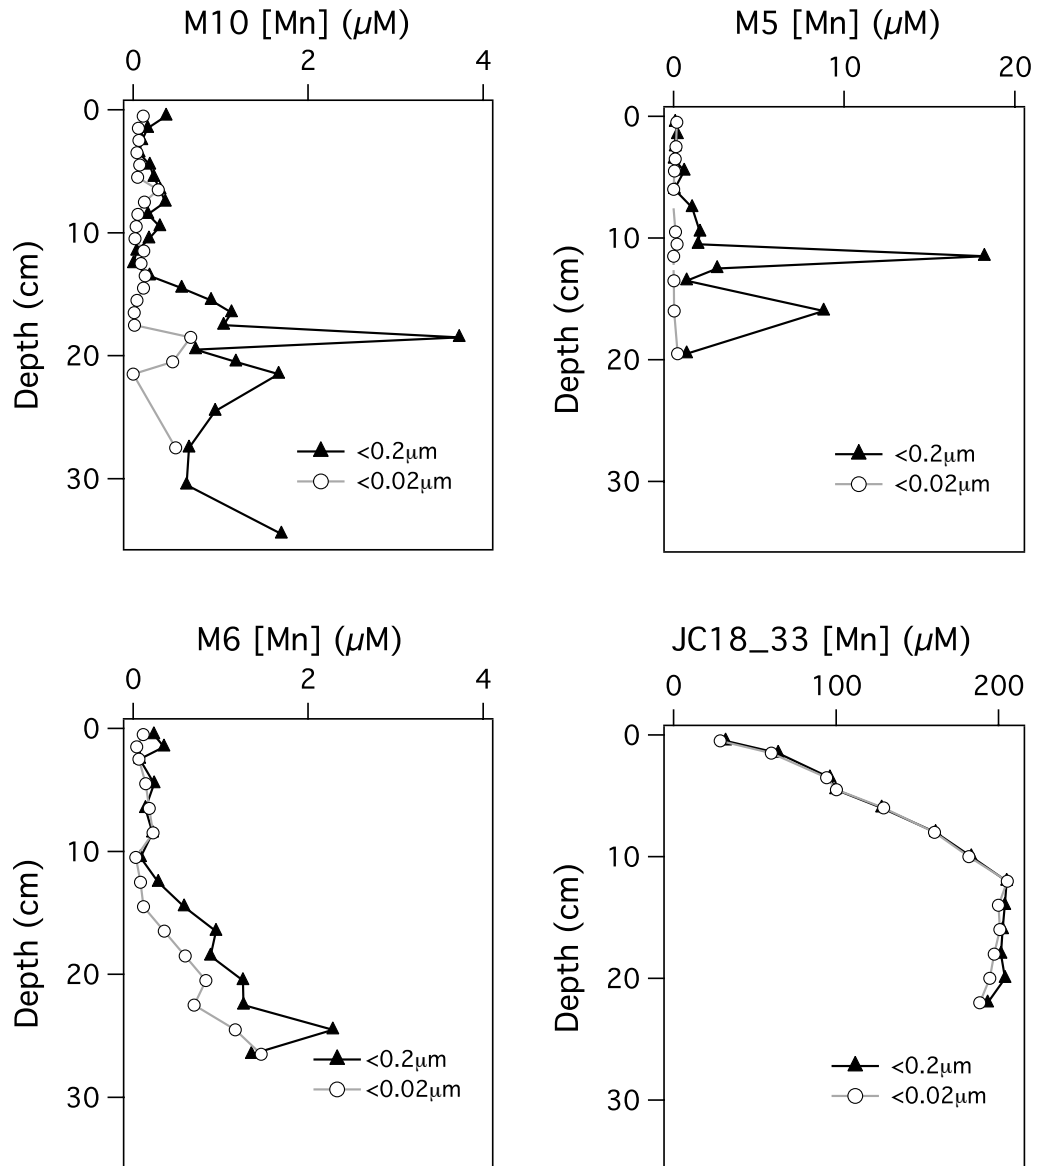 M10 [Mn] (µM)
0 2 4
0
10
20
30
Depth (cm)
<0.2µm
<0.02µm
M5 [Mn] (µM)
0 10 20
0
10
20
30
Depth (cm)
<0.2µm
<0.02µm
M6 [Mn] (µM)
0 2 4
0
10
20
30
Depth (cm)
<0.2µm
<0.02µm
JC18_33 [Mn] (µM)
0 100 200
0
10
20
30
Depth (cm)
<0.2µm
<0.02µm